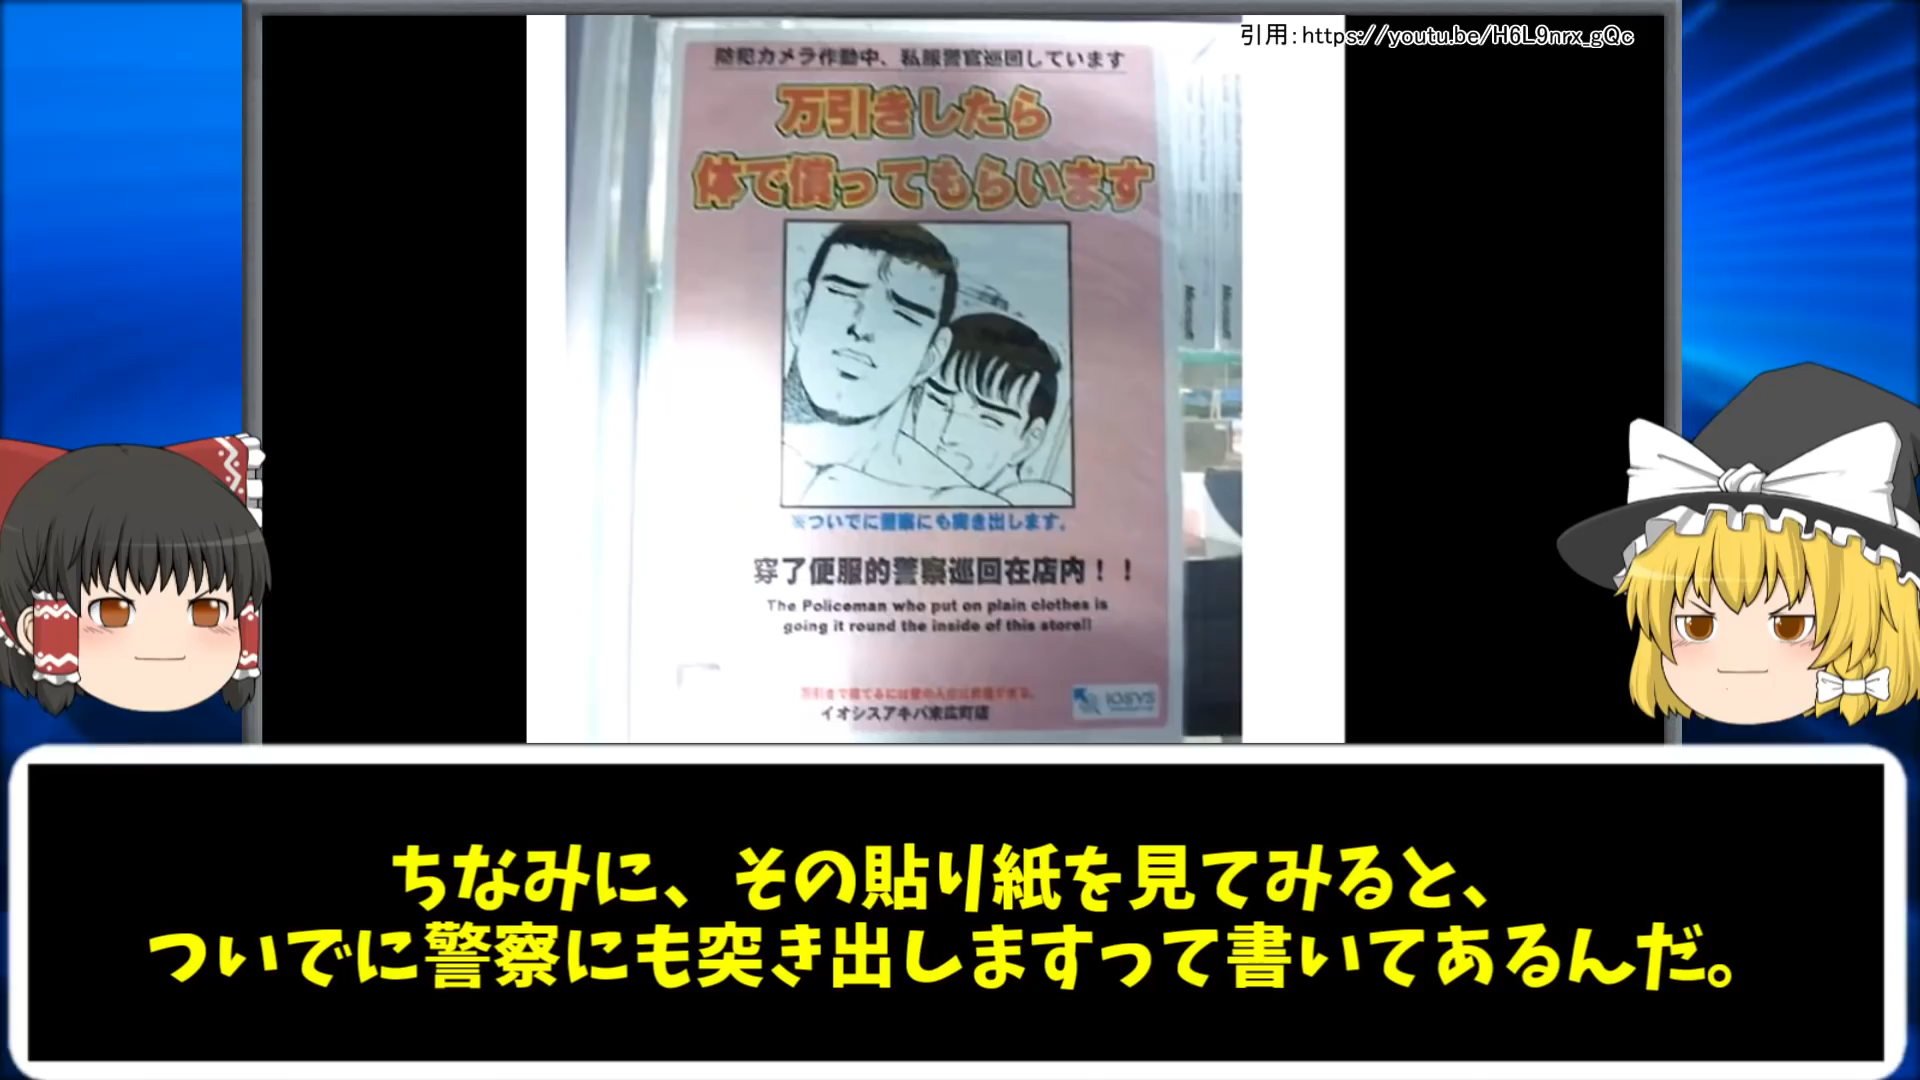 引用:https://youtu.be/H6L9nrx_gQc
防犯カメラ作動中、私服警官巡回しています
万引きしたら
体で償ってもらいます
※ついでに警察にも突き出します。
穿了便服的警察巡回在店内！！
The Policeman who put on plain clothes is
going it round the inside of this store!!
イオシスアキバ末広町店
IOSYS
Microsoft
Microsoft
ちなみに、その貼り紙を見てみると、
ついでに警察にも突き出しますって書いてあるんだ。